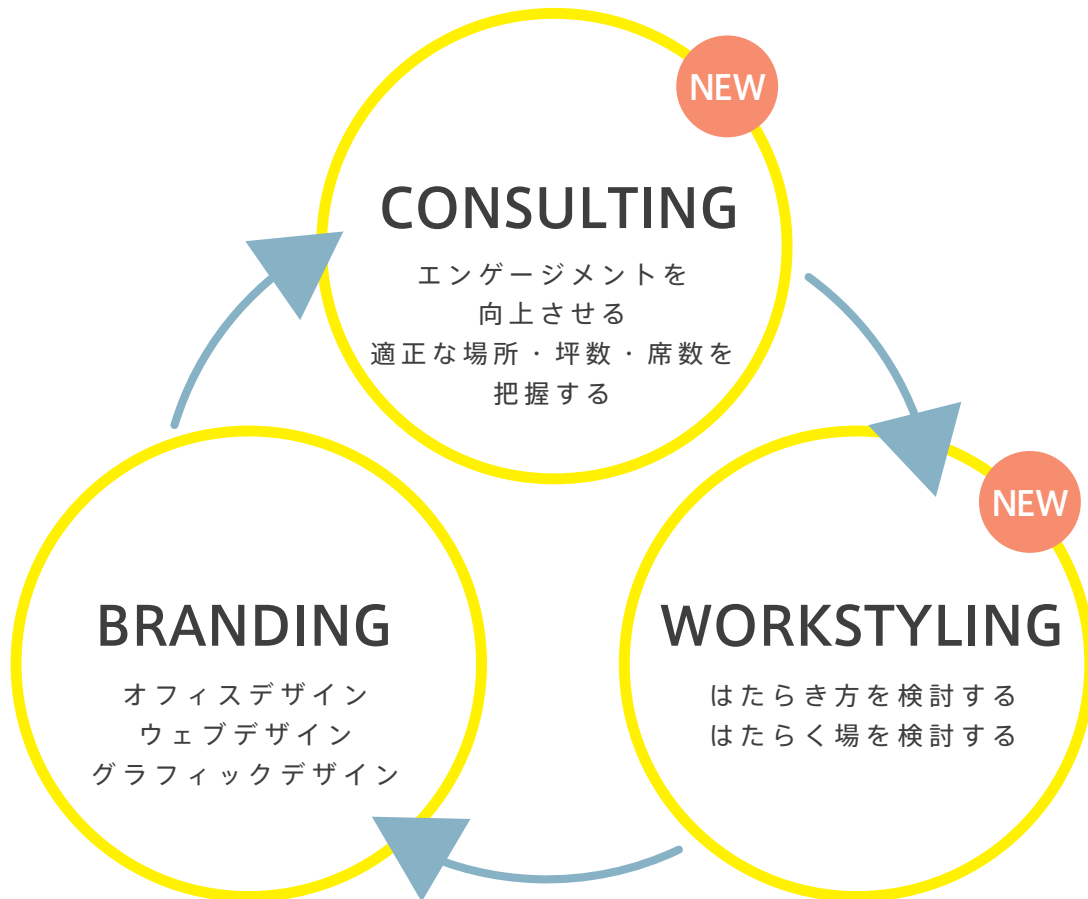 NEW
CONSULTING
エンゲージメントを
向上させる
適正な場所・坪数・席数を
把握する
NEW
BRANDING
オフィスデザイン
ウェブデザイン
グラフィックデザイン
WORKSTYLING
はたらき方を検討する
はたらく場を検討する